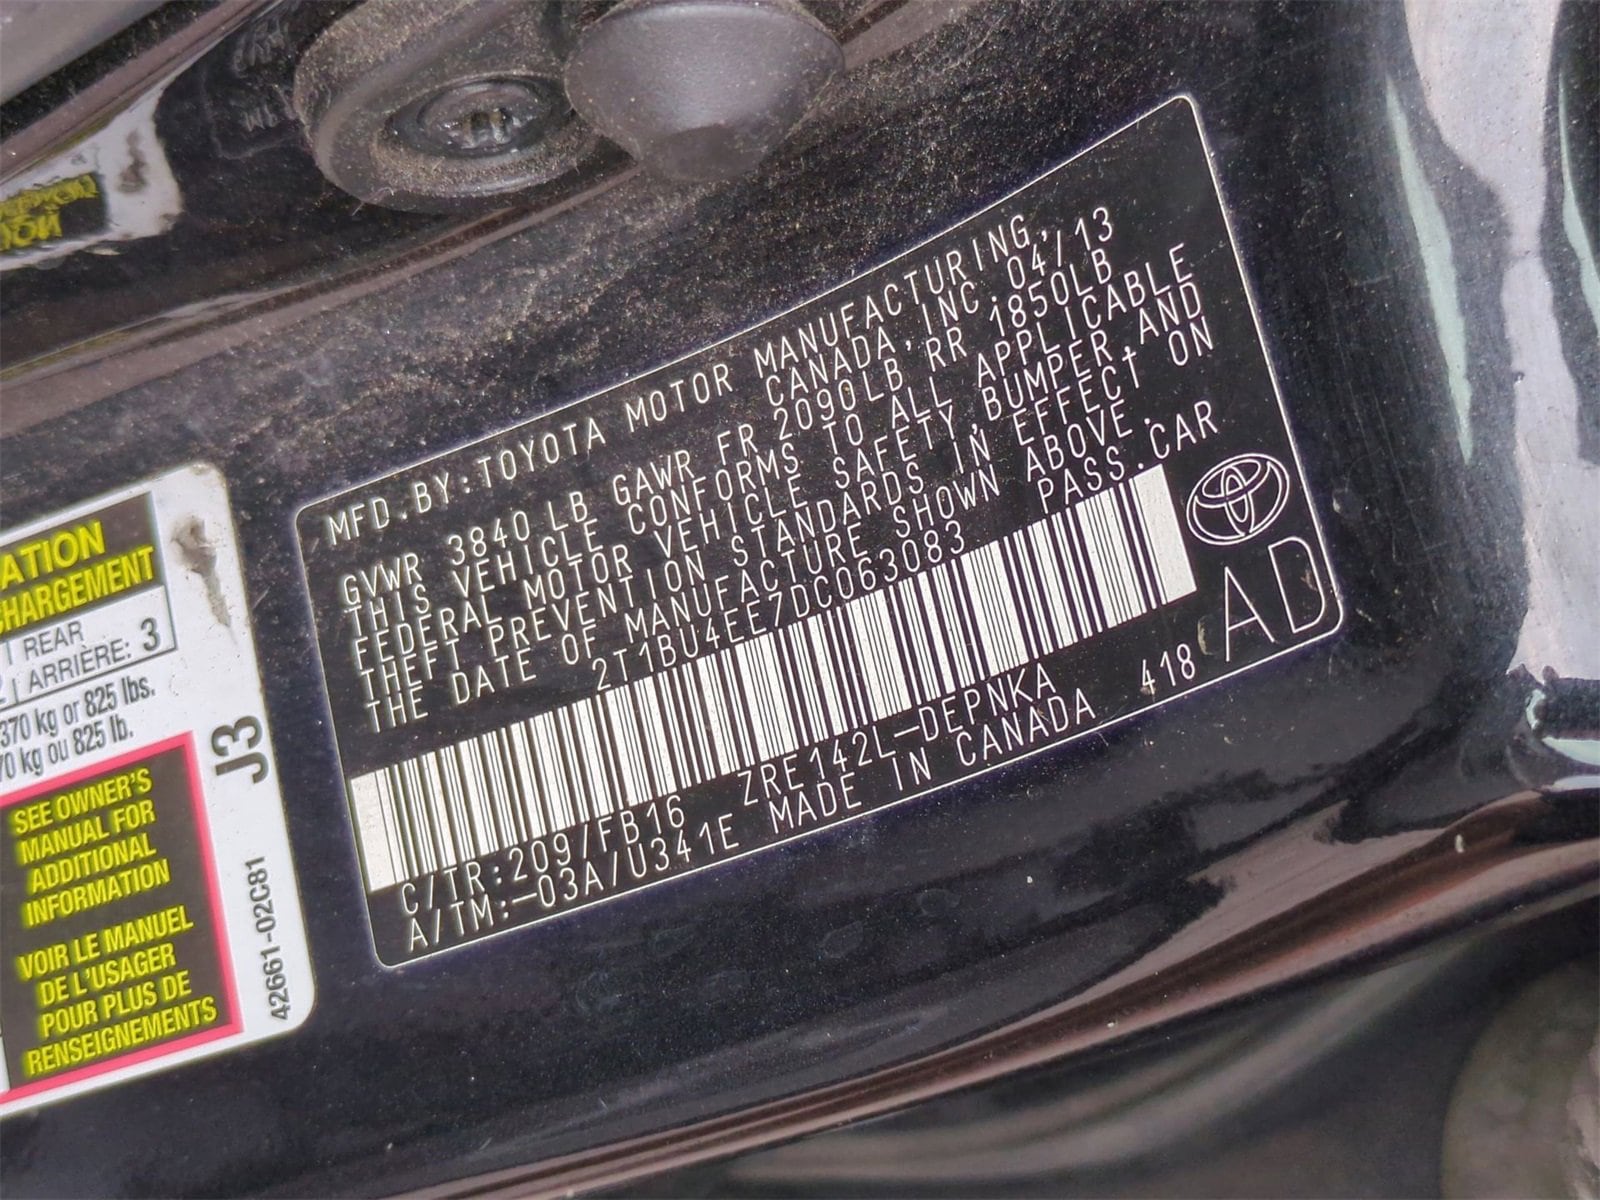 MFD.BY:TOYOTA MOTOR MANUFACTURING,
CANADA, INC. 04/13
GVWR 3840 LB GAWR FR 2090LB RR 1850LB
THIS VEHICLE CONFORMS TO ALL APPLICABLE
FEDERAL MOTOR VEHICLE SAFETY, BUMPER, AND
THEFT PREVENTION STANDARDS IN EFFECT ON
THE DATE OF MANUFACTURE SHOWN ABOVE.
2T1BU4EE7DC063083 PASS.CAR
C/TR:209/FB16 ZRE142L-DEPNKA
A/TM:-03A/U341E MADE IN CANADA 418
AD
ATION
CHARGEMENT
REAR
ARRIÈRE: 3
370 kg or 825 lbs.
70 kg ou 825 lb.
SEE OWNER'S
MANUAL FOR
ADDITIONAL
INFORMATION
VOIR LE MANUEL
DE L'USAGER
POUR PLUS DE
RENSEIGNEMENTS
J3
42661-02C81